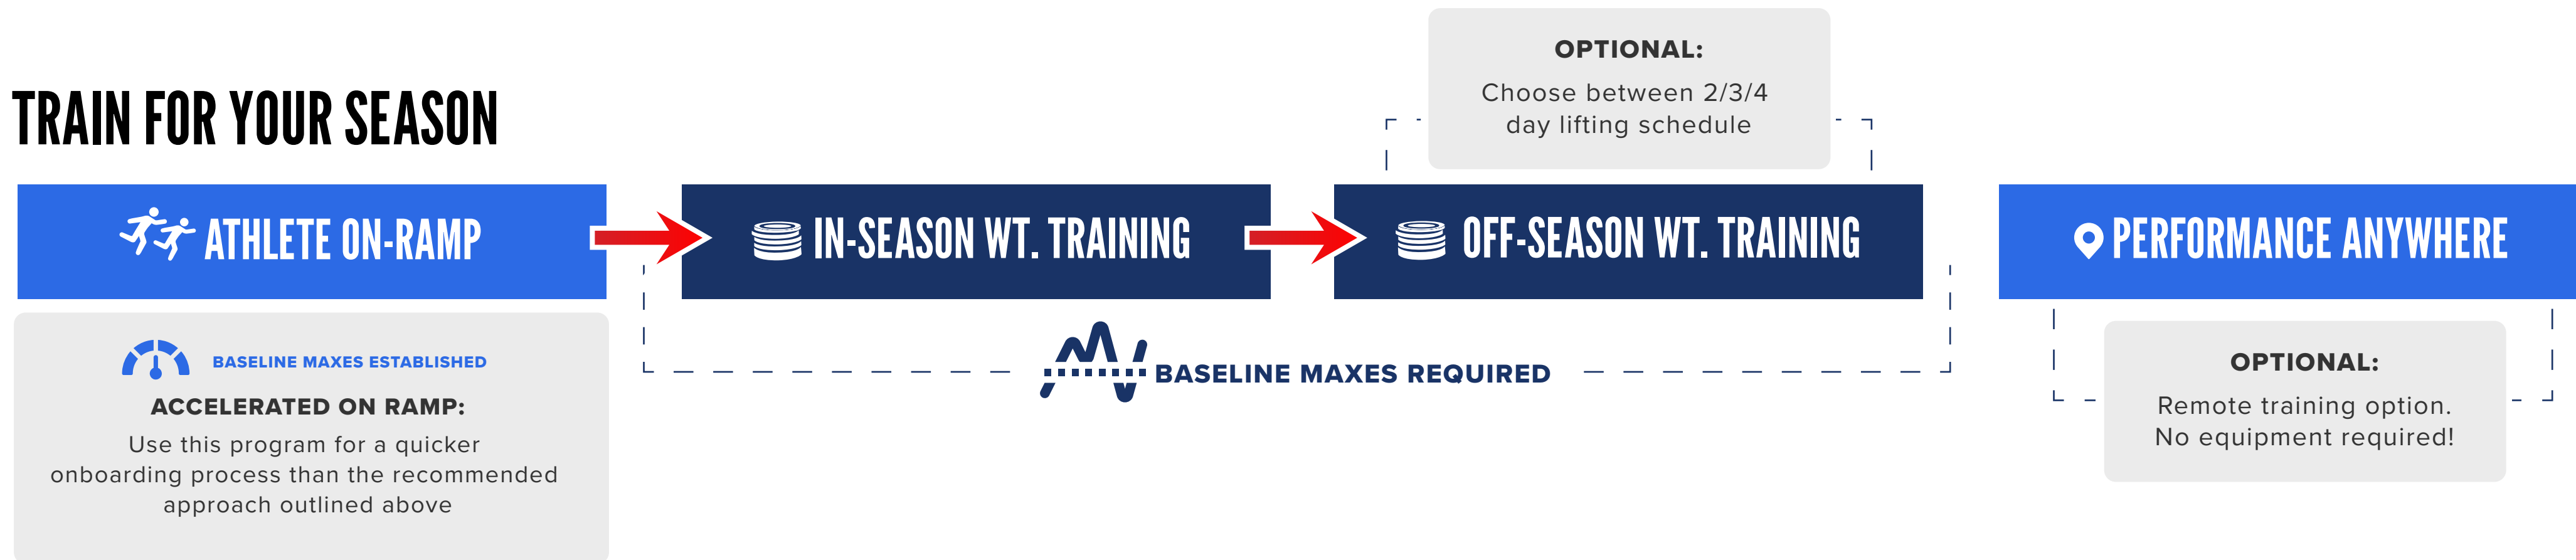 TRAIN FOR YOUR SEASON
OPTIONAL:
Choose between 2/3/4
day lifting schedule
ATHLETE ON-RAMP
IN-SEASON WT. TRAINING
OFF-SEASON WT. TRAINING
PERFORMANCE ANYWHERE
BASELINE MAXES ESTABLISHED
ACCELERATED ON RAMP:
Use this program for a quicker
onboarding process than the recommended
approach outlined above
BASELINE MAXES REQUIRED
OPTIONAL:
Remote training option.
No equipment required!